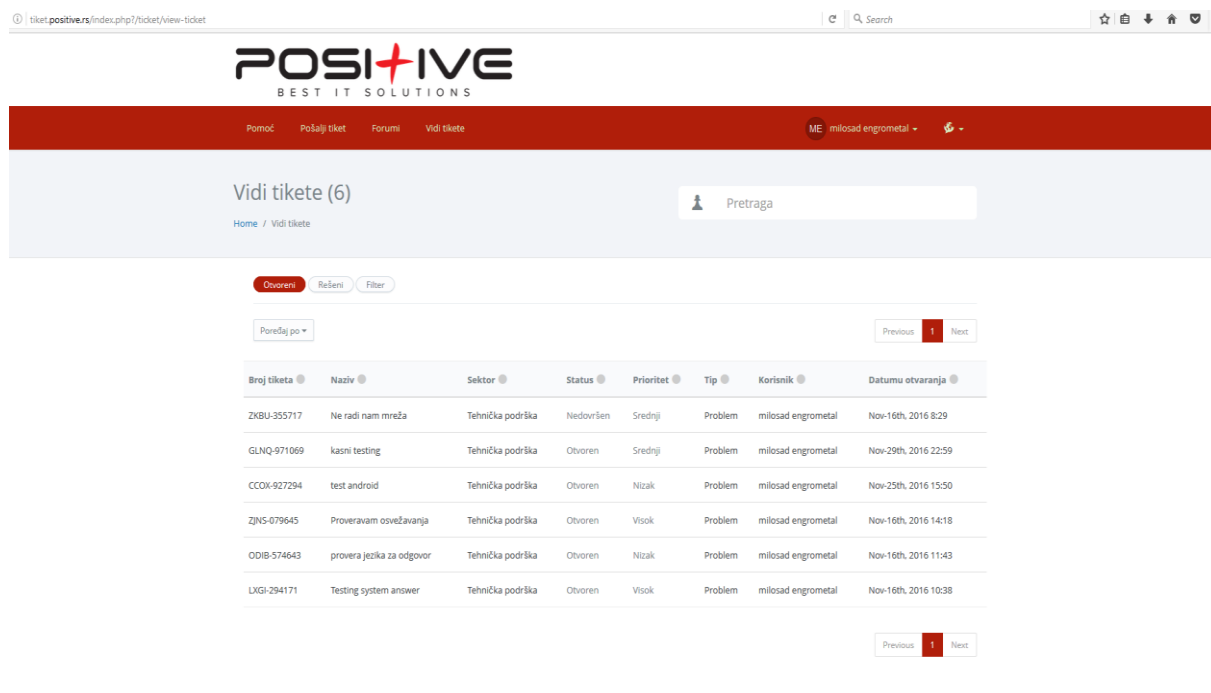 tiket.positive.rs/index.php?/ticket/view-ticket
Search
POSITIVE
BEST IT SOLUTIONS
Pomoć Pošalji tiket Forumi Vidi tikete
ME milosad engrometal
Vidi tikete (6)
Pretraga
Home / Vidi tikete
Otvoreni Rešeni Filter
Poređaj po
Previous 1 Next
Broj tiketa Naziv Sektor Status Prioritet Tip Korisnik Datumu otvaranja
ZKBU-355717 Ne radi nam mreža Tehnička podrška Nedovršen Srednji Problem milosad engrometal Nov-16th, 2016 8:29
GLNQ-971069 kasni testing Tehnička podrška Otvoren Srednji Problem milosad engrometal Nov-29th, 2016 22:59
CCOX-927294 test android Tehnička podrška Otvoren Nizak Problem milosad engrometal Nov-25th, 2016 15:50
ZJNS-079645 Proveravam osvežavanja Tehnička podrška Otvoren Visok Problem milosad engrometal Nov-16th, 2016 14:18
ODIB-574643 provera jezika za odgovor Tehnička podrška Otvoren Nizak Problem milosad engrometal Nov-16th, 2016 11:43
LXGI-294171 Testing system answer Tehnička podrška Otvoren Visok Problem milosad engrometal Nov-16th, 2016 10:38
Previous 1 Next